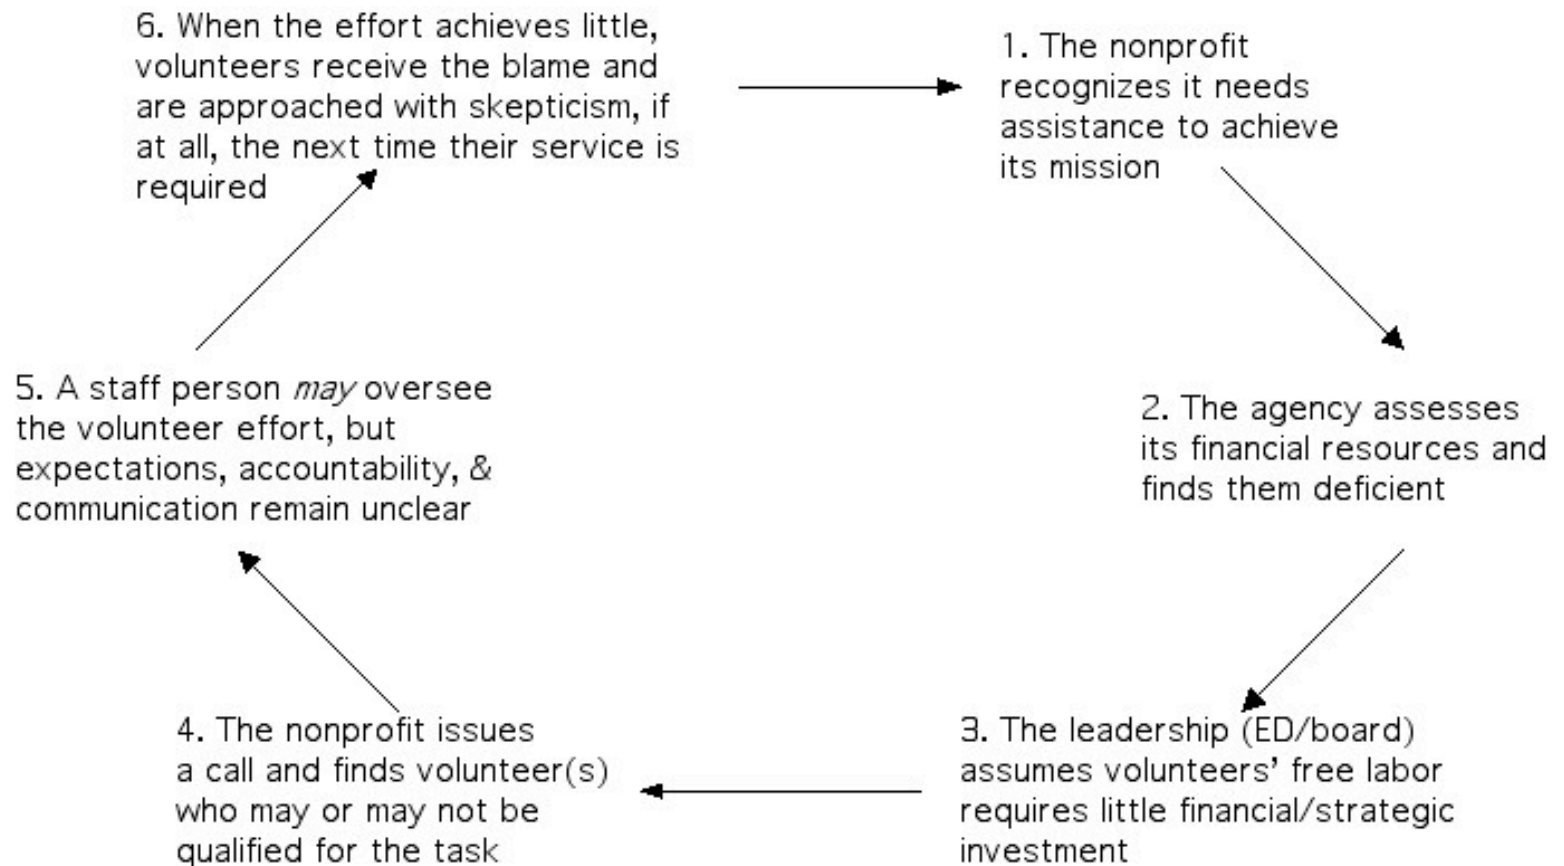 1. The nonprofit
recognizes it needs
assistance to achieve
its mission
2. The agency assesses
its financial resources and
finds them deficient
3. The leadership (ED/board)
assumes volunteers’ free labor
requires little financial/strategic
investment
4. The nonprofit issues
a call and finds volunteer(s)
who may or may not be
qualified for the task
5. A staff person may oversee
the volunteer effort, but
expectations, accountability, &
communication remain unclear
6. When the effort achieves little,
volunteers receive the blame and
are approached with skepticism, if
at all, the next time their service is
required